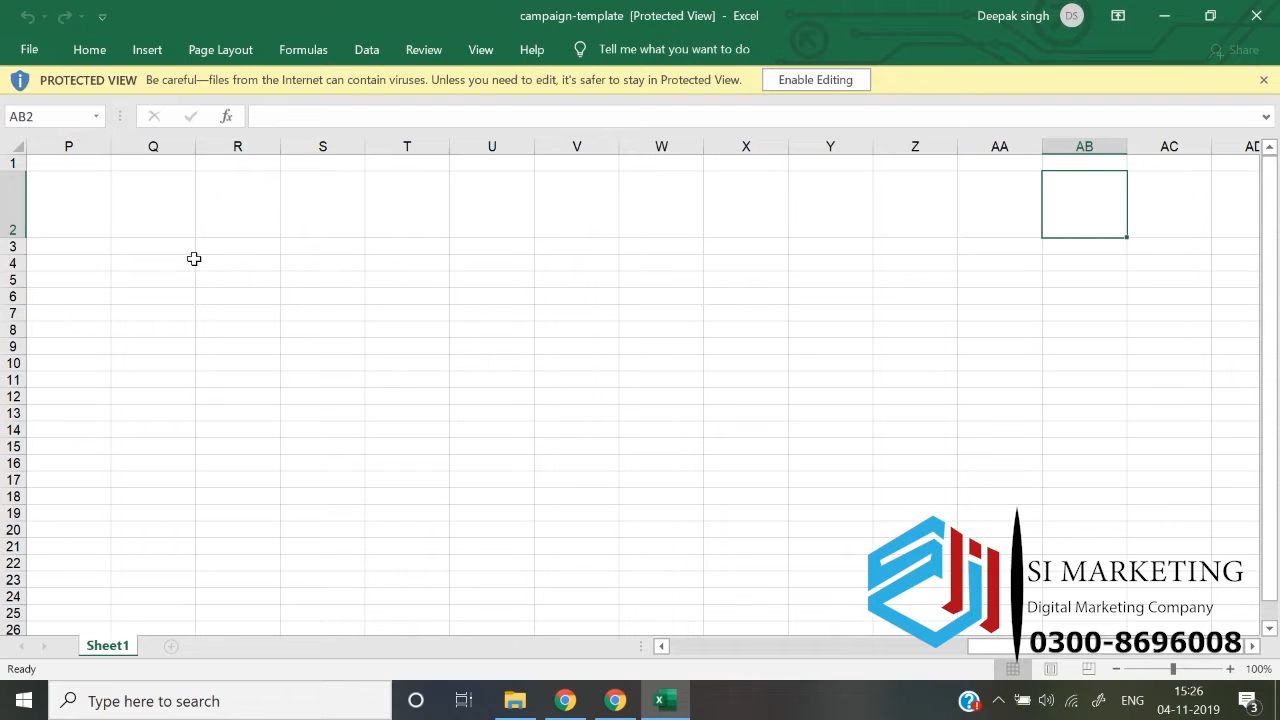 campaign-template [Protected View] - Excel
Deepak singh DS
File Home Insert Page Layout Formulas Data Review View Help Tell me what you want to do Share
PROTECTED VIEW Be careful—files from the Internet can contain viruses. Unless you need to edit, it's safer to stay in Protected View. Enable Editing
AB2 fx
P Q R S T U V W X Y Z AA AB AC AD
1
2
3
4
5
6
7
8
9
10
11
12
13
14
15
16
17
18
19
20
21
22
23
24
25
26
SI MARKETING
Digital Marketing Company
0300-8696008
Sheet1
Ready 100%
Type here to search
ENG
15:26
04-11-2019
3